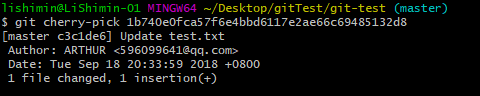 lishimin@LiShimin-01 MINGW64 ~/Desktop/gitTest/git-test (master)
$ git cherry-pick 1b740e0fca57f6e4bbd6117e2ae66c69485132d8
[master c3c1de6] Update test.txt
Author: ARTHUR <596099641@qq.com>
Date: Tue Sep 18 20:33:59 2018 +0800
1 file changed, 1 insertion(+)